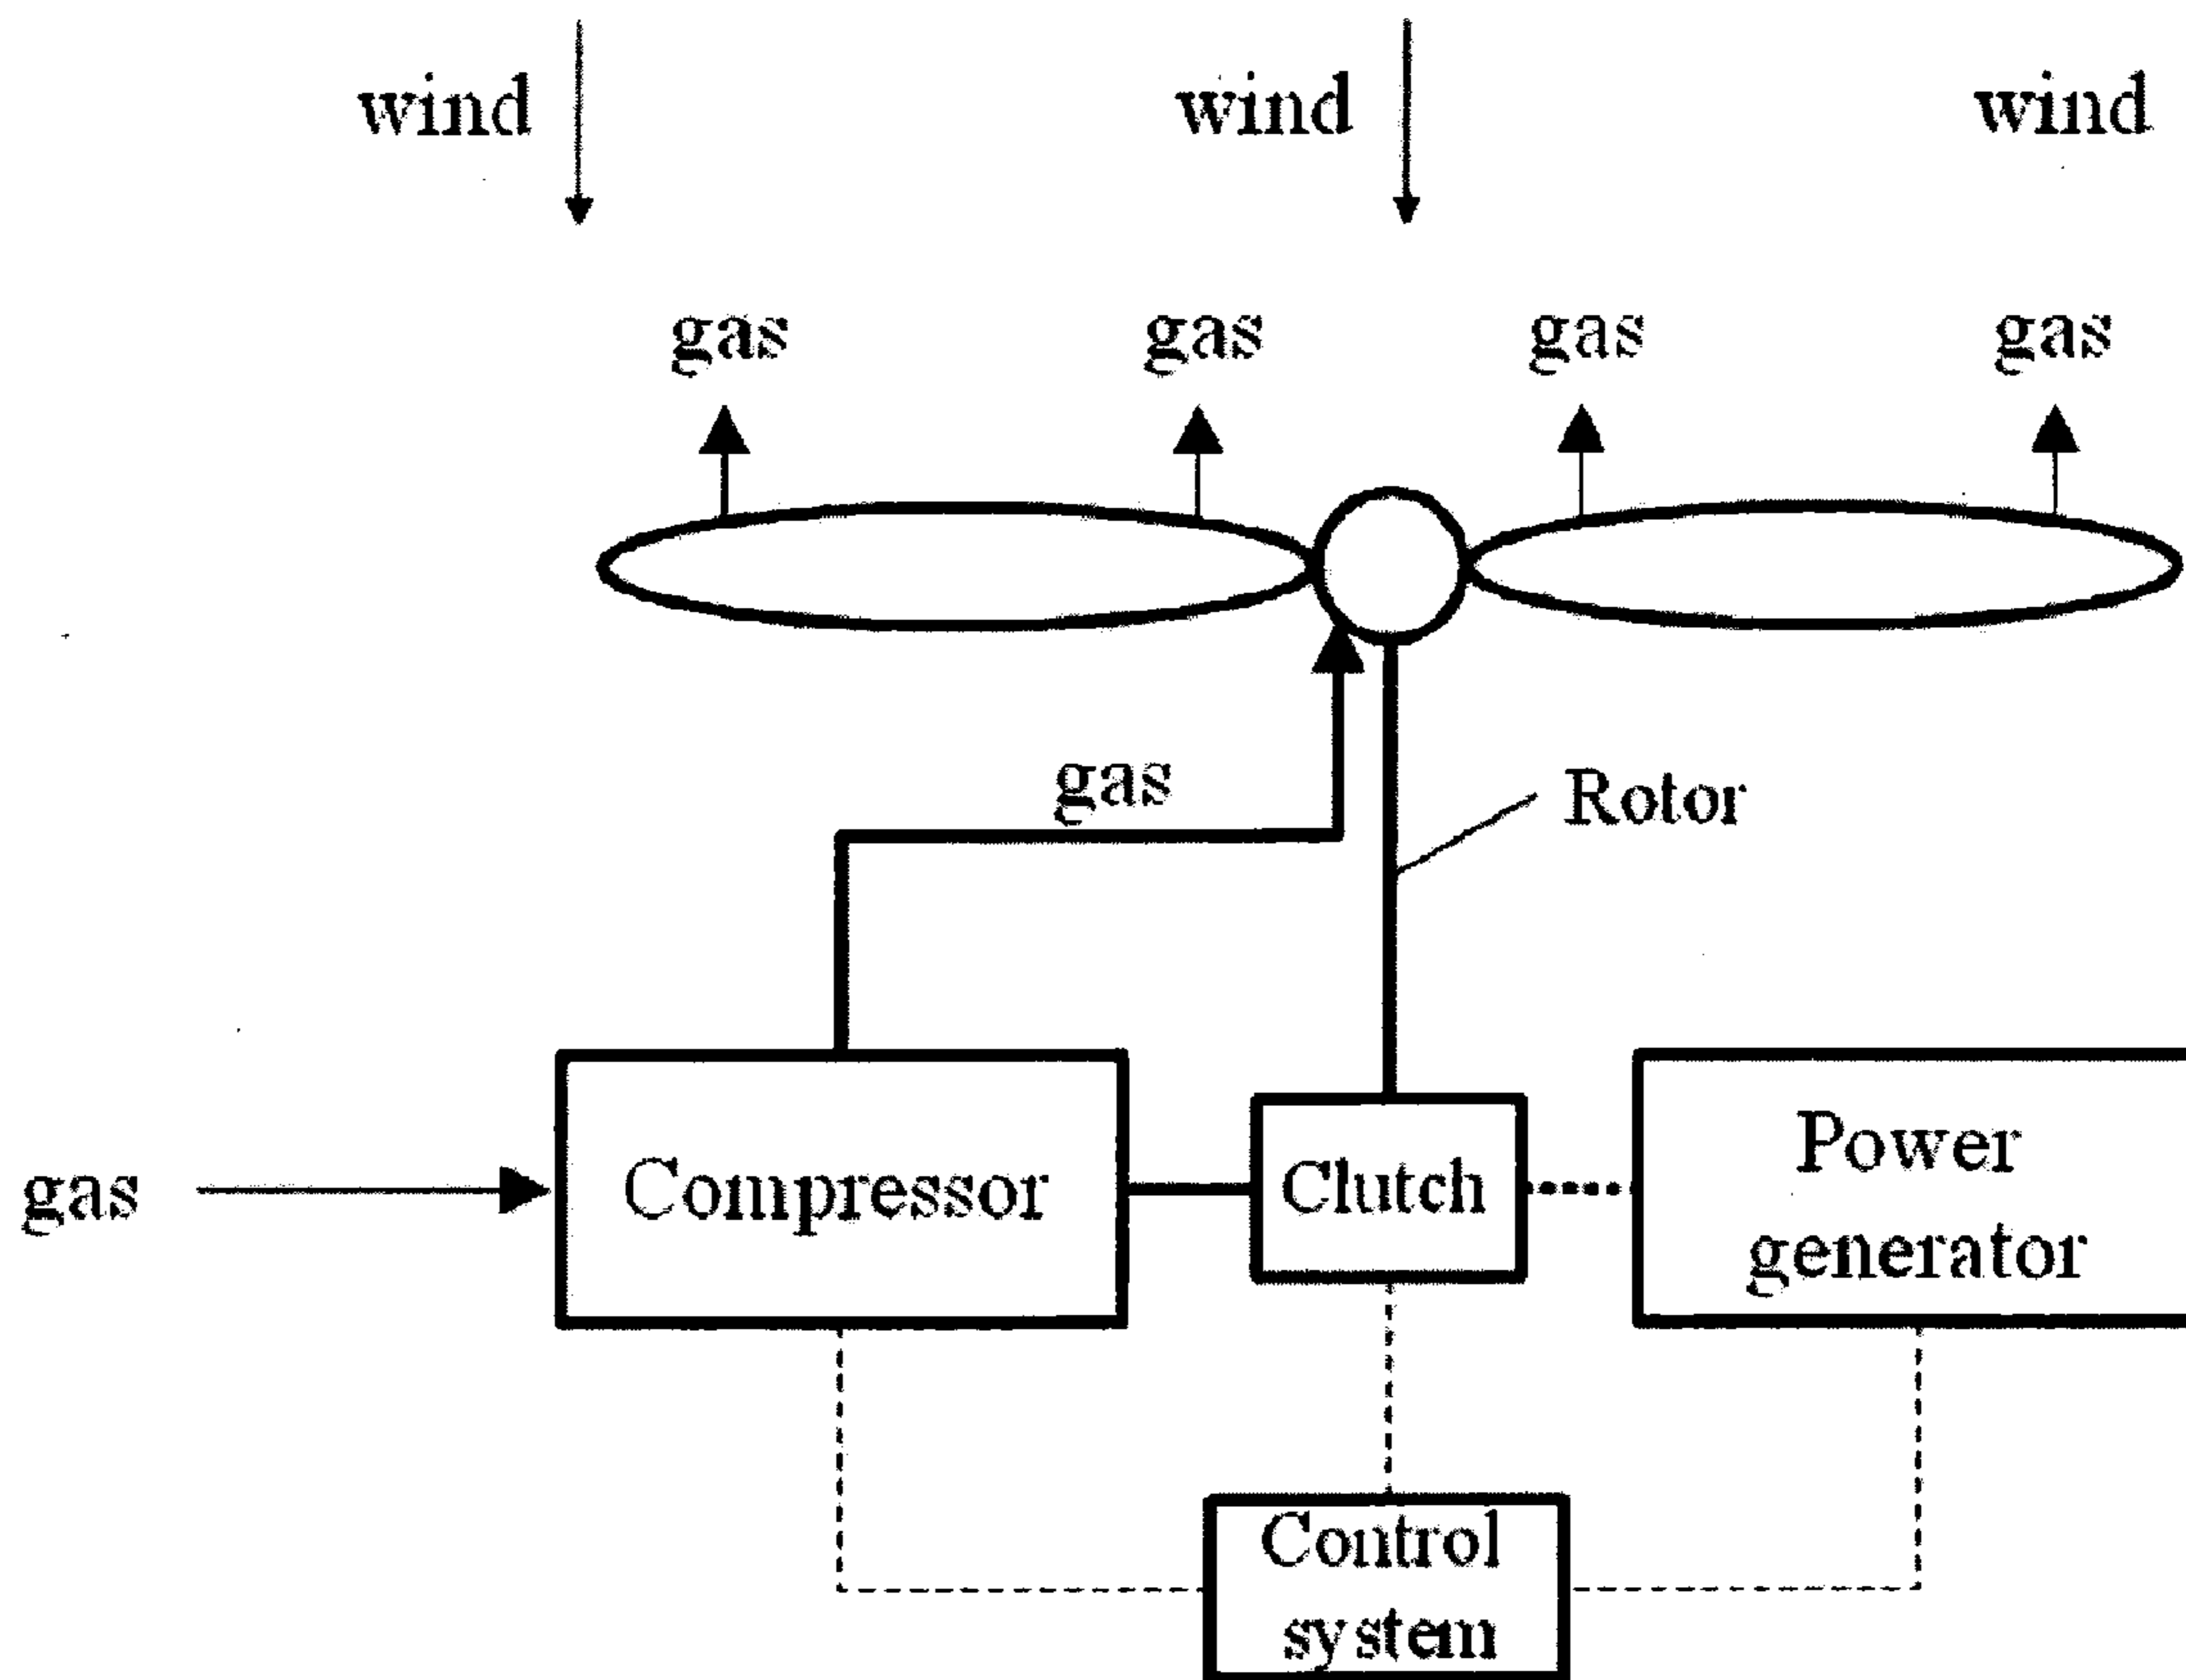 wind wind wind
gas gas gas gas
gas
Rotor
gas
Compressor
Clutch
Power
generator
Control
system